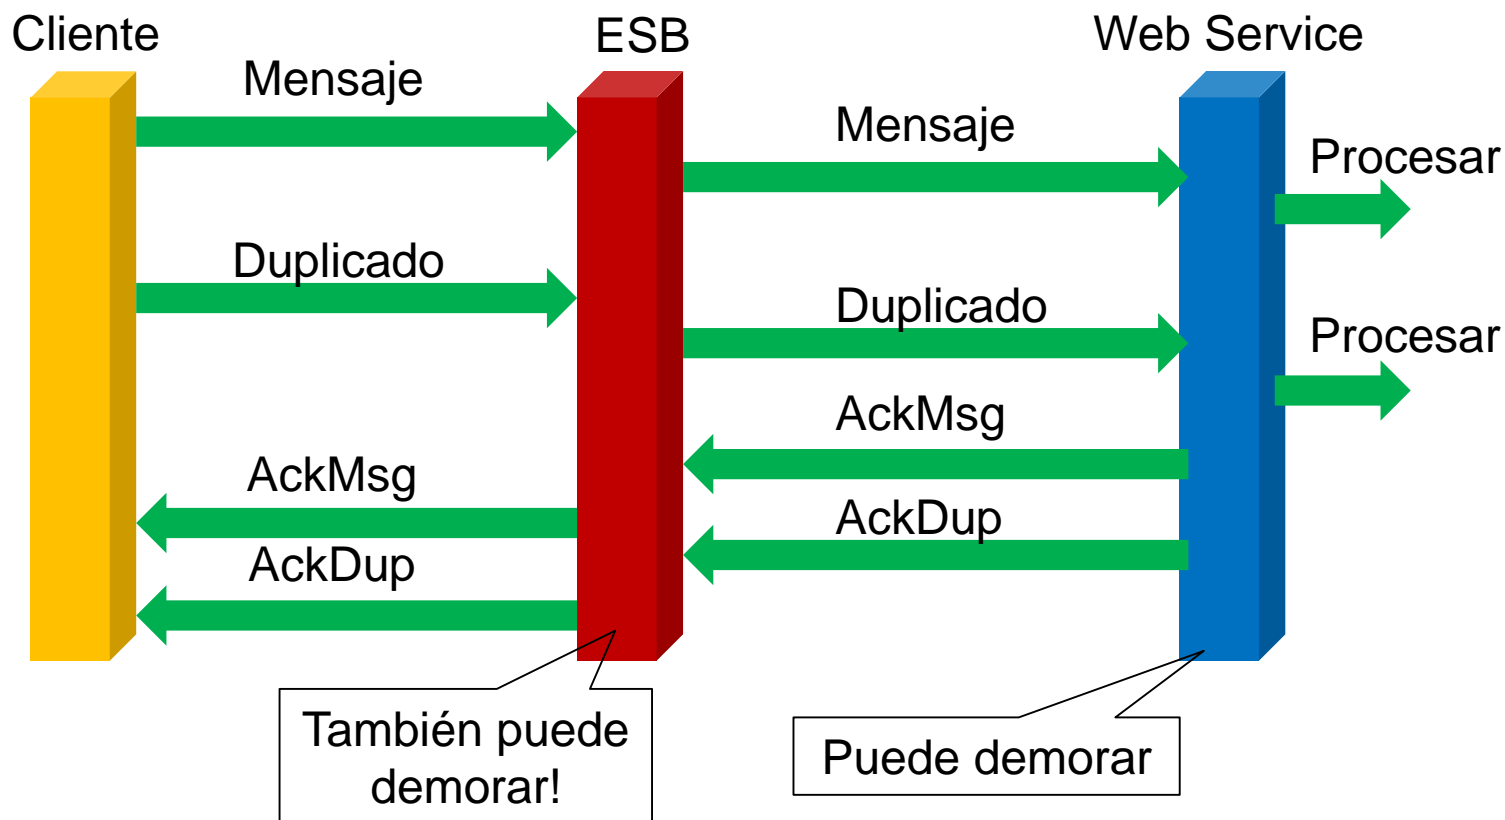 Cliente
ESB
Web Service
Mensaje
Mensaje
Procesar
Duplicado
Duplicado
Procesar
AckMsg
AckMsg
AckDup
AckDup
También puede
demorar!
Puede demorar